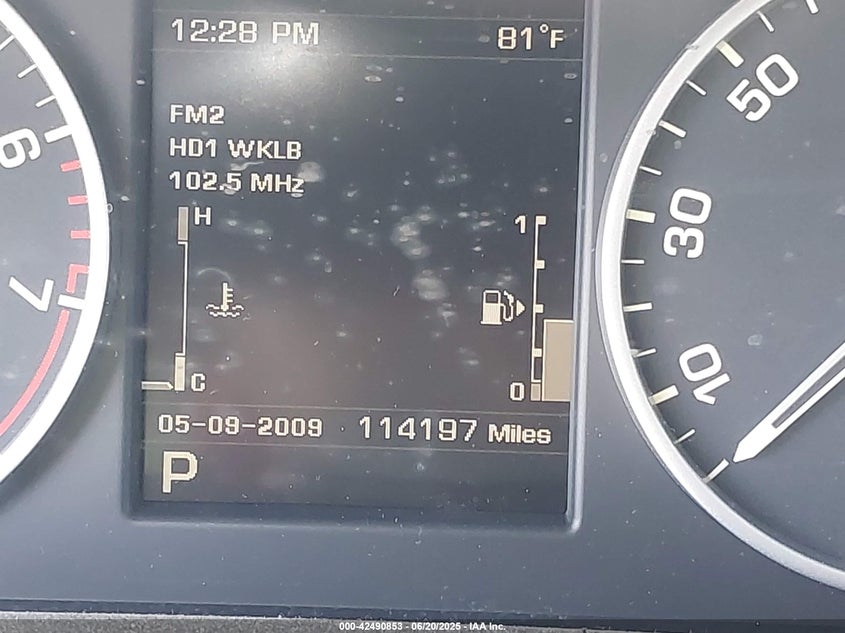 12:28 PM 81°F
FM2
HD1 WKLB
102.5 MHz
H
1
C
0
05-09-2009 114197 Miles
P
6
7
50
30
10
000-42490853 - 06/20/2025 - IAA Inc.